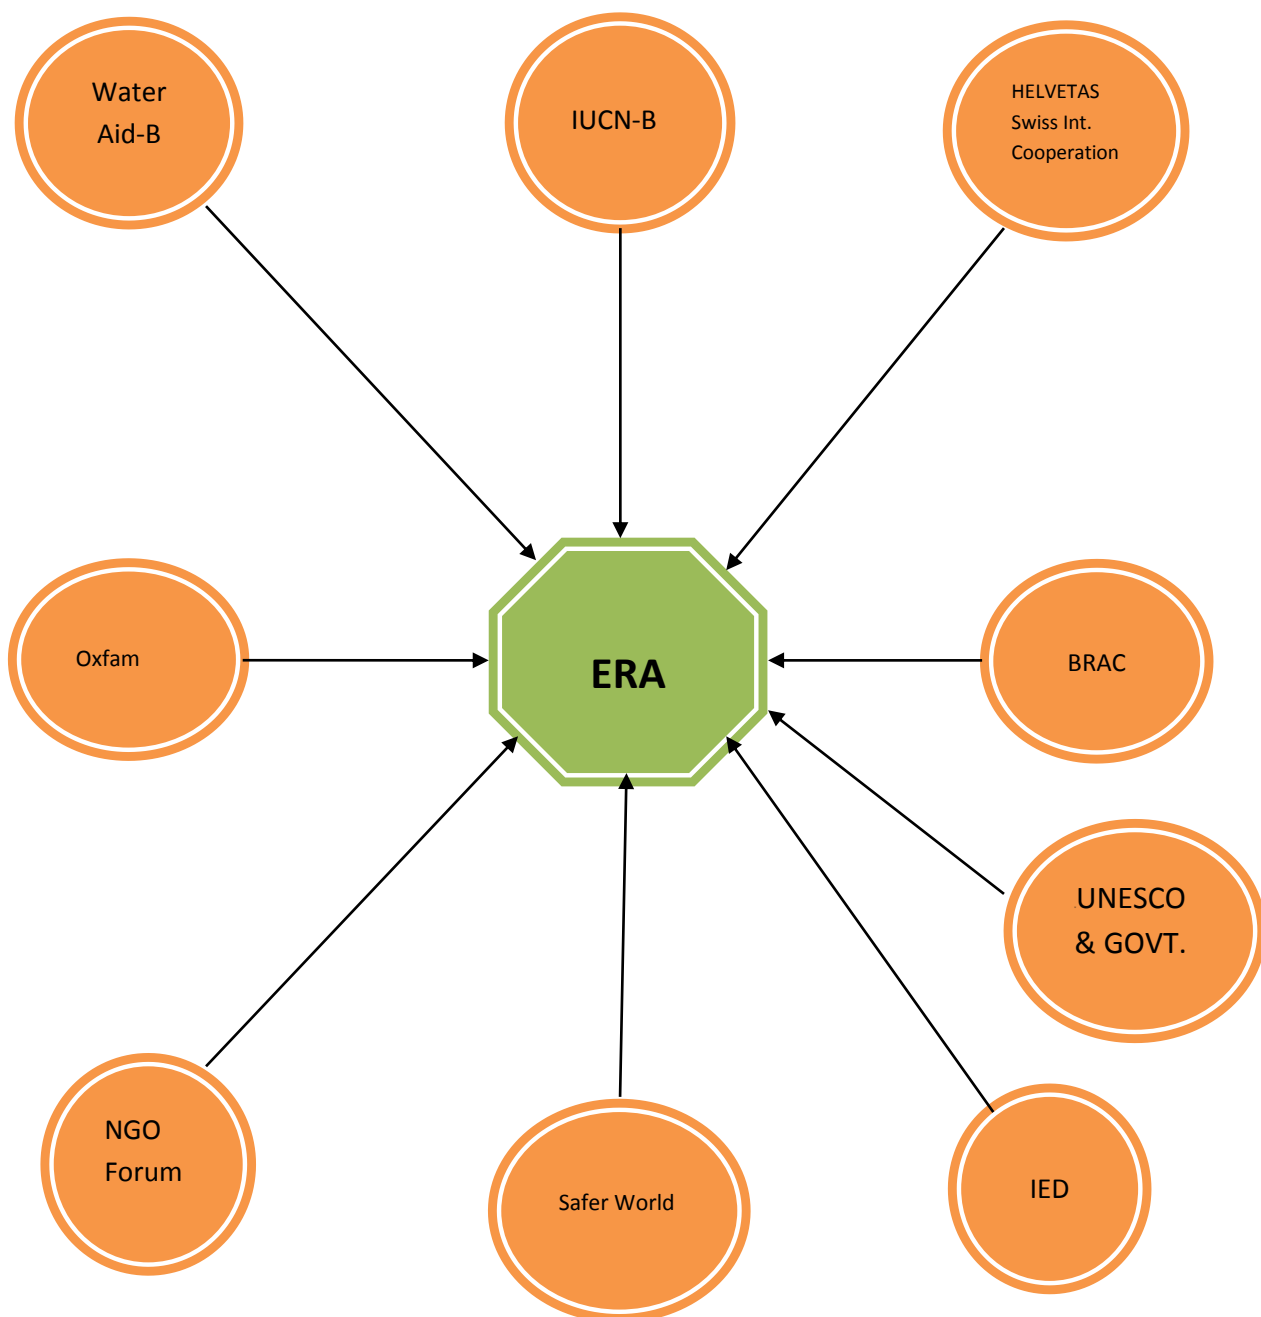 Water
Aid-B
IUCN-B
HELVETAS
Swiss Int.
Cooperation
Oxfam
ERA
BRAC
UNESCO
& GOVT.
NGO
Forum
Safer World
IED